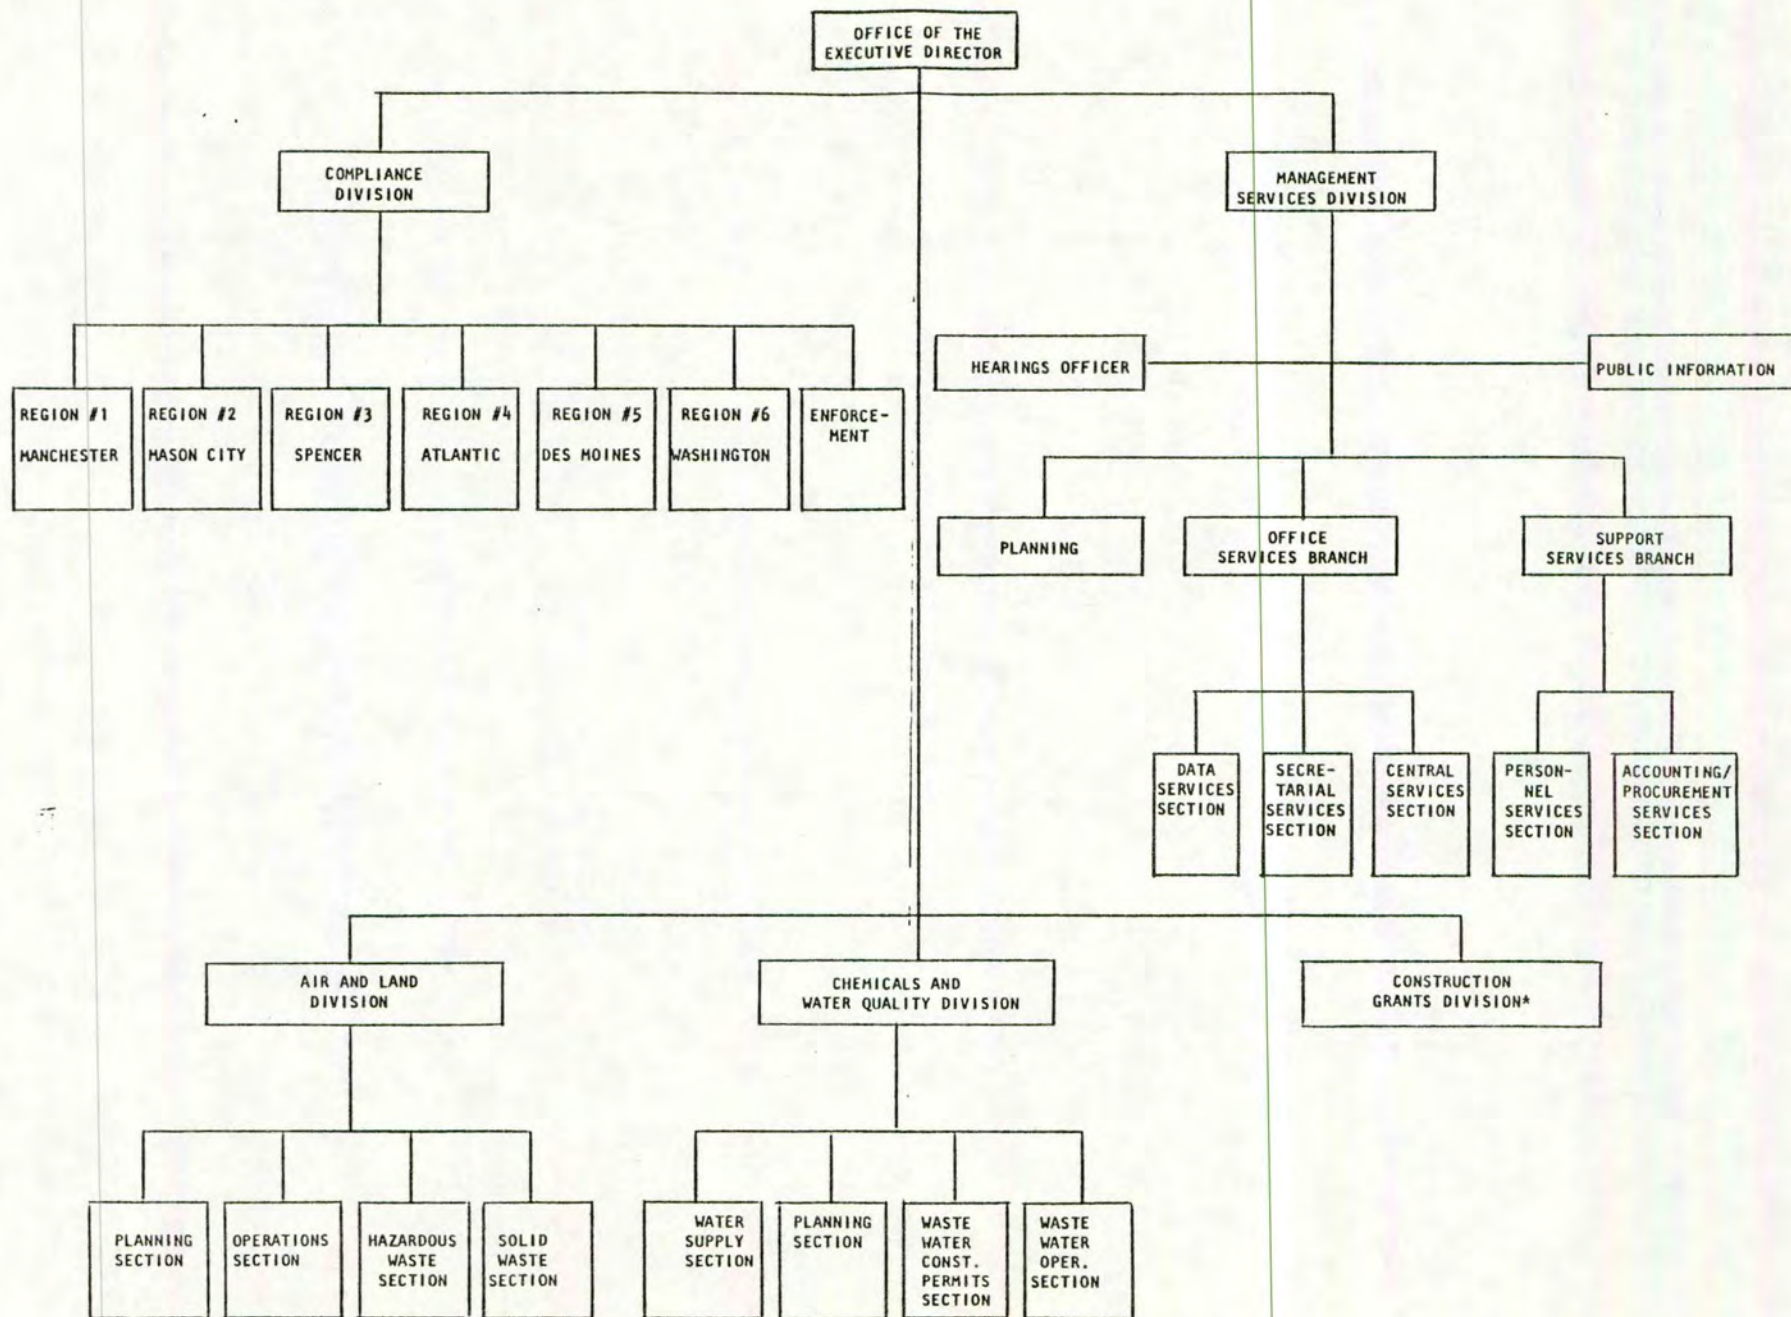 OFFICE OF THE
EXECUTIVE DIRECTOR
COMPLIANCE
DIVISION
MANAGEMENT
SERVICES DIVISION
HEARINGS OFFICER
PUBLIC INFORMATION
REGION #1
MANCHESTER
REGION #2
MASON CITY
REGION #3
SPENCER
REGION #4
ATLANTIC
REGION #5
DES MOINES
REGION #6
WASHINGTON
ENFORCE-
MENT
PLANNING
OFFICE
SERVICES BRANCH
SUPPORT
SERVICES BRANCH
DATA
SERVICES
SECTION
SECRE-
TARIAL
SERVICES
SECTION
CENTRAL
SERVICES
SECTION
PERSON-
NEL
SERVICES
SECTION
ACCOUNTING/
PROCUREMENT
SERVICES
SECTION
AIR AND LAND
DIVISION
CHEMICALS AND
WATER QUALITY DIVISION
CONSTRUCTION
GRANTS DIVISION*
PLANNING
SECTION
OPERATIONS
SECTION
HAZARDOUS
WASTE
SECTION
SOLID
WASTE
SECTION
WATER
SUPPLY
SECTION
PLANNING
SECTION
WASTE
WATER
CONST.
PERMITS
SECTION
WASTE
WATER
OPER.
SECTION